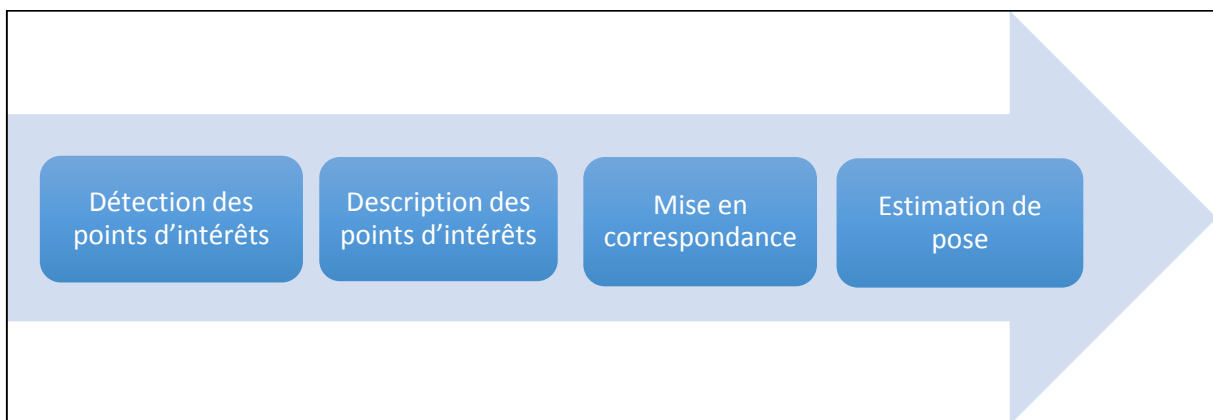 Détection des
points d'intérêts
Description des
points d'intérêts
Mise en
correspondance
Estimation de
pose